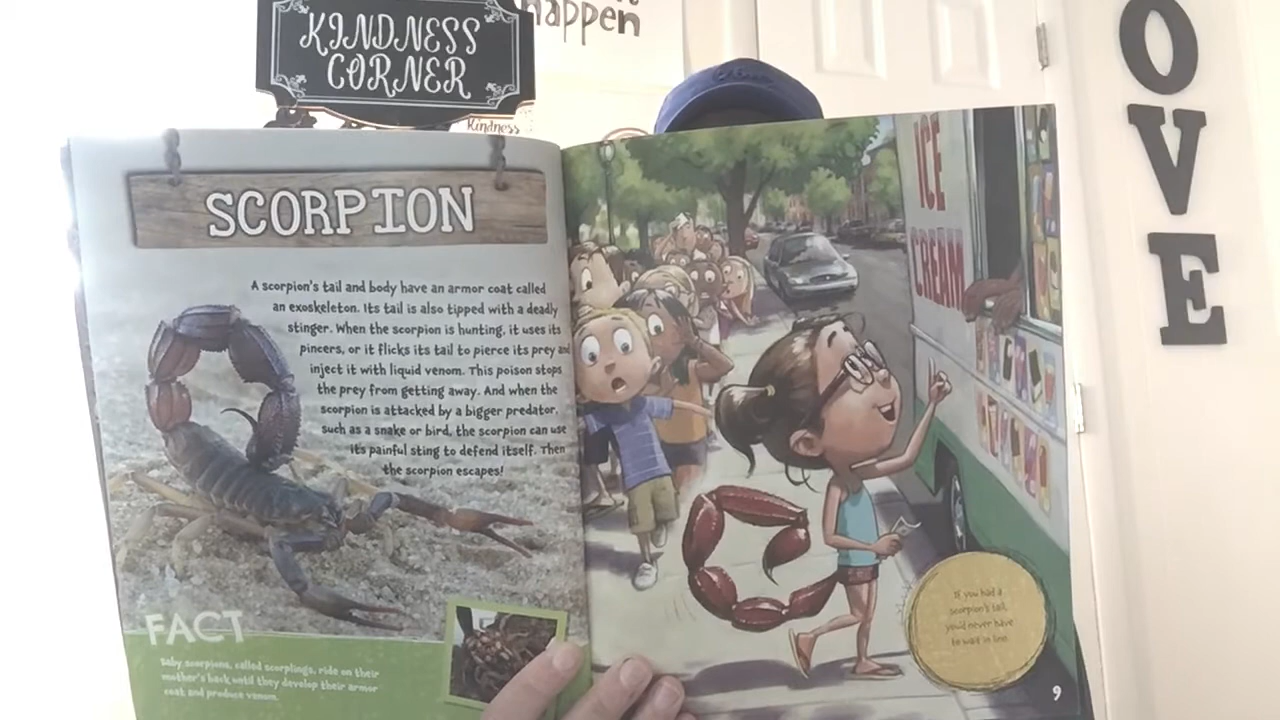 happen
KINDNESS
CORNER
Kindness
OVE
SCORPION
A scorpion's tail and body have an armor coat called
an exoskeleton. Its tail is also tipped with a deadly
stinger. When the scorpion is hunting, it uses its
pincers, or it flicks its tail to pierce its prey and
inject it with liquid venom. This poison stops
the prey from getting away. And when the
scorpion is attacked by a bigger predator,
such as a snake or bird, the scorpion can use
its painful sting to defend itself. Then
the scorpion escapes!
FACT
Baby scorpions, called scorplings, ride on their
mother's back until they develop their armor
coat and produce venom.
ICE
CREAM
If you had a
scorpion's tail,
you'd never have
to wait in line.
9